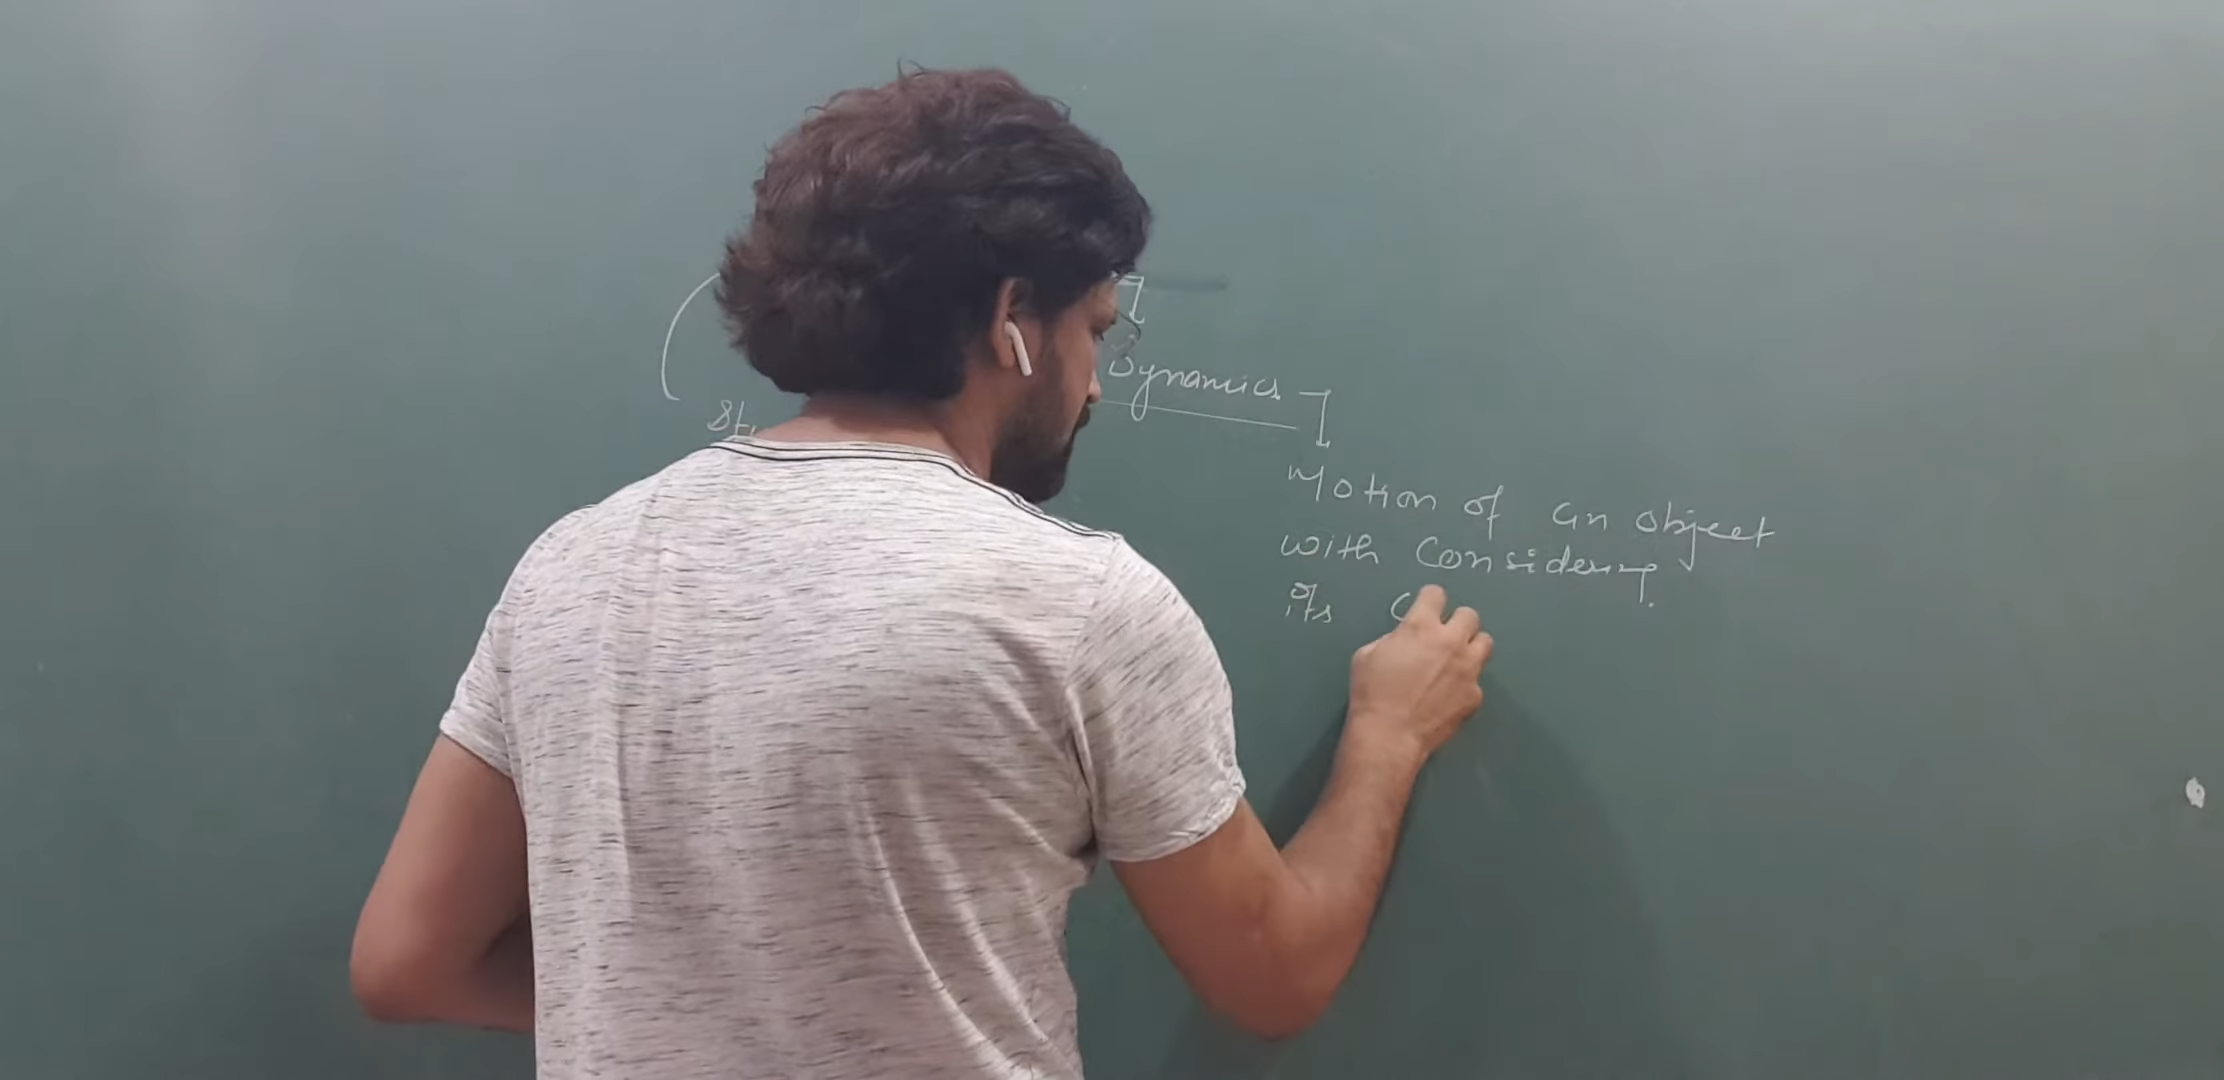 Dynamics
Motion of an object
with considering
its